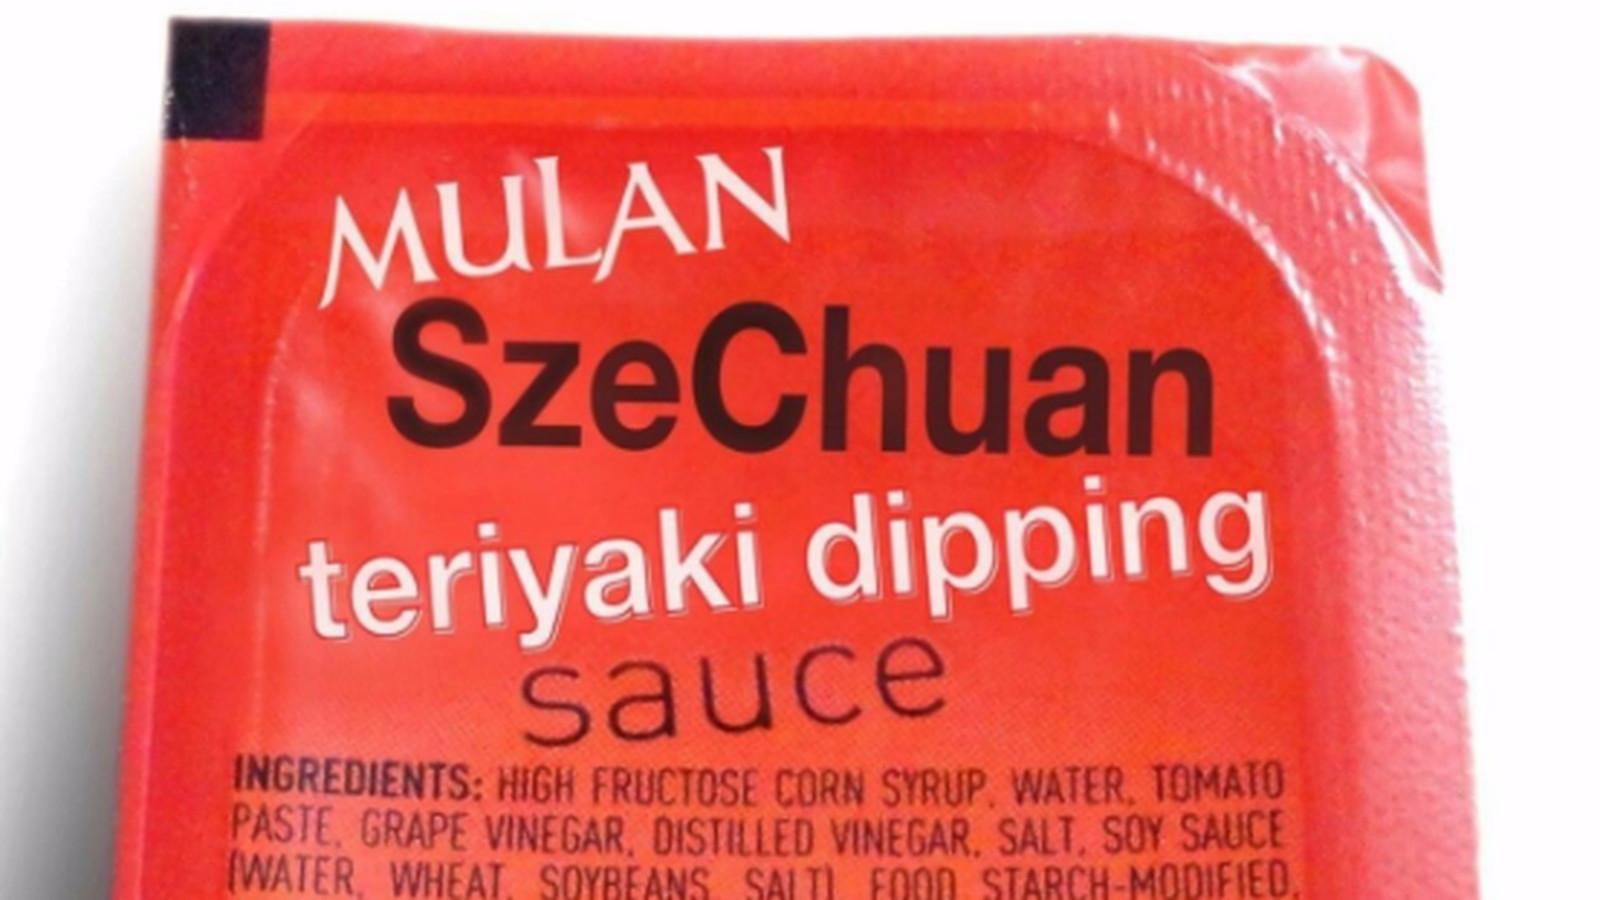 MULAN
SzeChuan
teriyaki dipping
sauce
INGREDIENTS: HIGH FRUCTOSE CORN SYRUP, WATER, TOMATO
PASTE, GRAPE VINEGAR, DISTILLED VINEGAR, SALT, SOY SAUCE
(WATER, WHEAT, SOYBEANS, SALT), FOOD STARCH-MODIFIED,